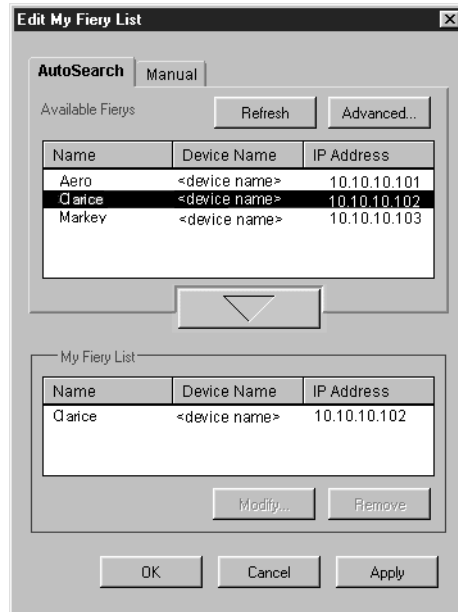 Edit My Fiery List
AutoSearch Manual
Available Fierys Refresh Advanced...
Name Device Name IP Address
Aero <device name> 10.10.10.101
Clarice <device name> 10.10.10.102
Markey <device name> 10.10.10.103
My Fiery List
Name Device Name IP Address
Clarice <device name> 10.10.10.102
Modify... Remove
OK Cancel Apply